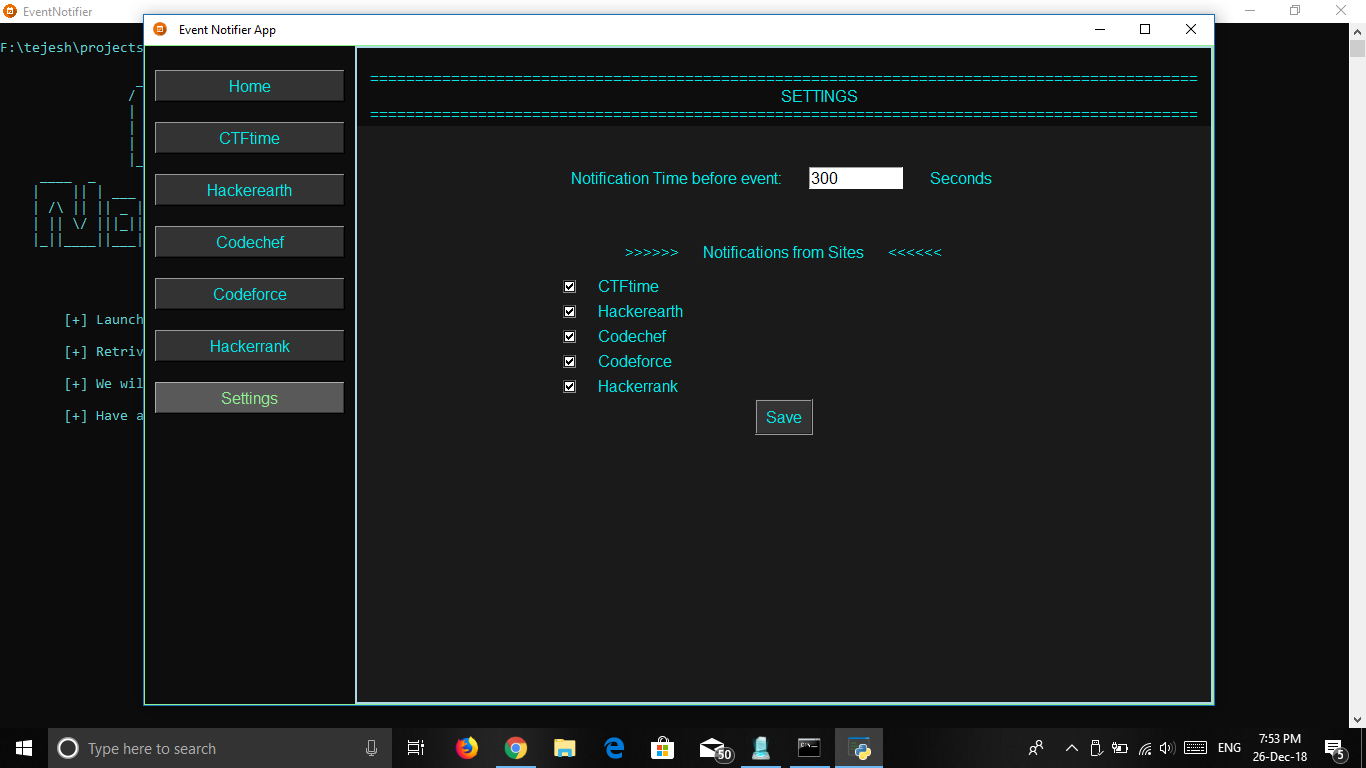 EventNotifier
Event Notifier App
F:\tejesh\projects
[+] Launch
[+] Retriv
[+] We wil
[+] Have a
Home
CTFtime
Hackerearth
Codechef
Codeforce
Hackerrank
Settings
============================================================================================
SETTINGS
============================================================================================
Notification Time before event: 300 Seconds
>>>>>> Notifications from Sites <<<<<<
CTFtime
Hackerearth
Codechef
Codeforce
Hackerrank
Save
Type here to search
50
ENG
7:53 PM
26-Dec-18
5